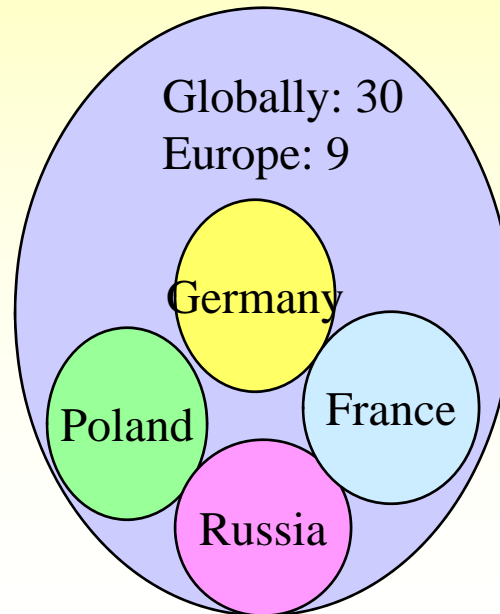 Globally: 30
Europe: 9
Germany
Poland
France
Russia